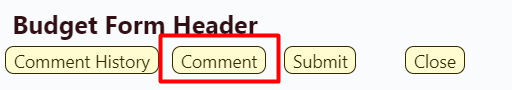 Budget Form Header
Comment History Comment Submit Close